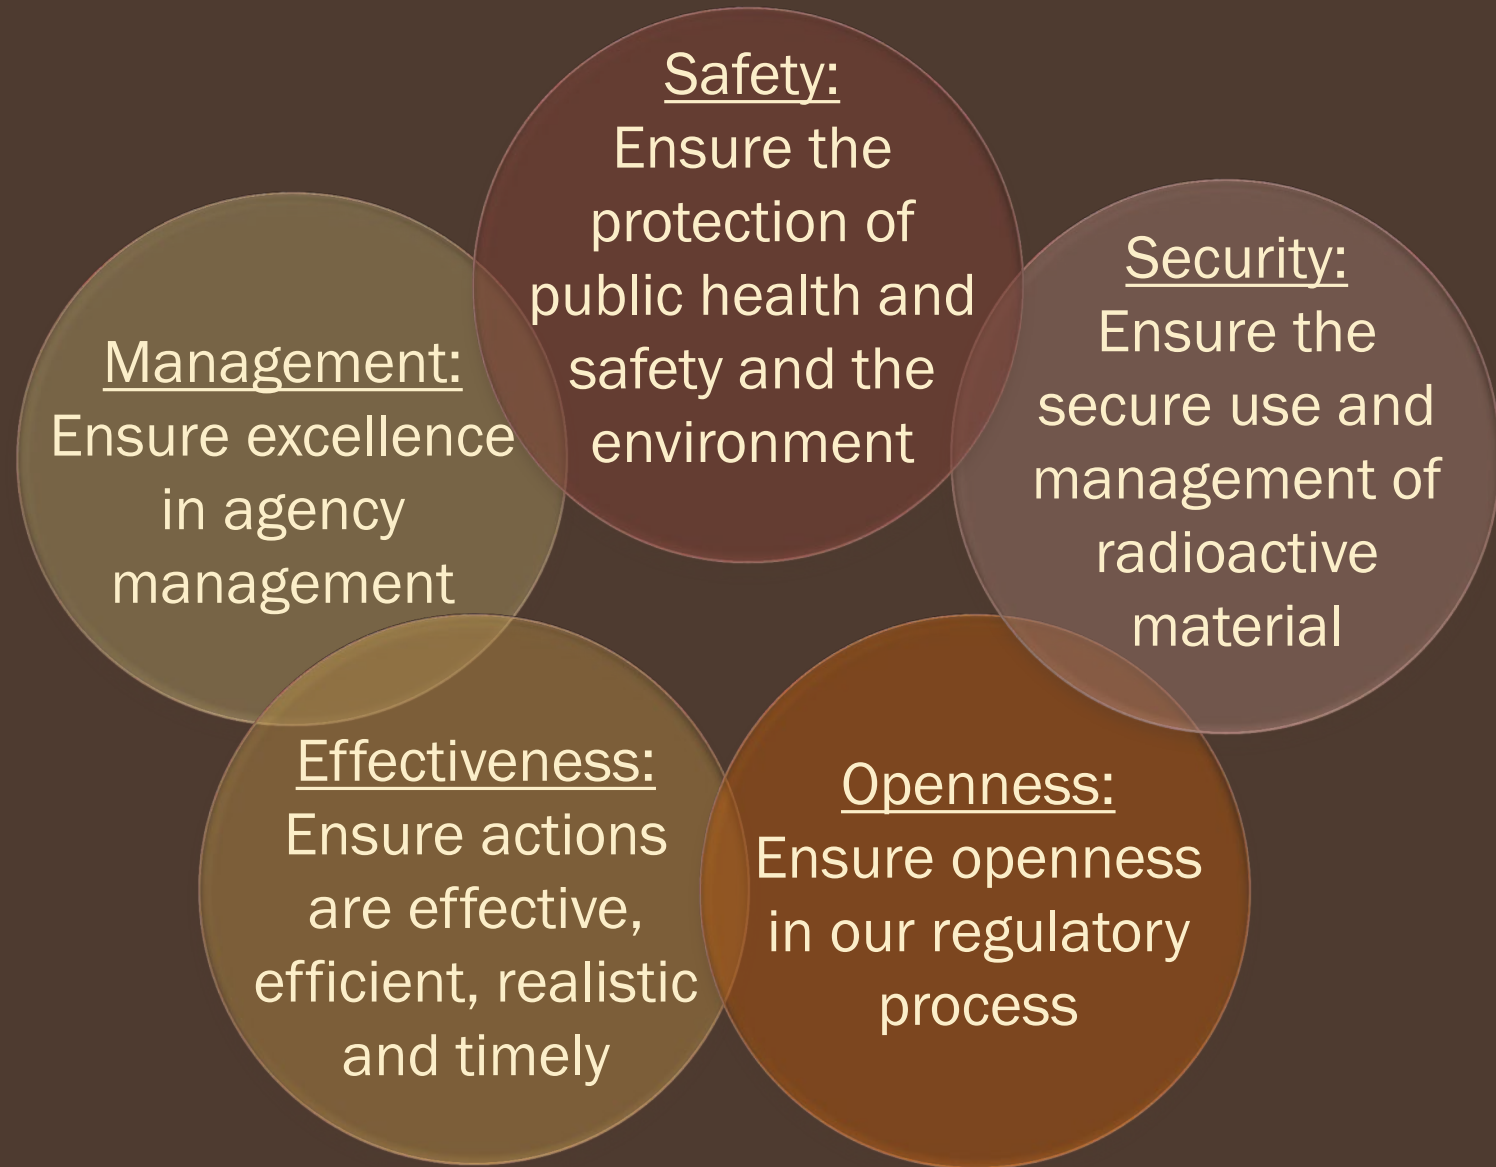 Safety:
Ensure the
protection of
public health and
safety and the
environment
Security:
Ensure the
secure use and
management of
radioactive
material
Openness:
Ensure openness
in our regulatory
process
Effectiveness:
Ensure actions
are effective,
efficient, realistic
and timely
Management:
Ensure excellence
in agency
management